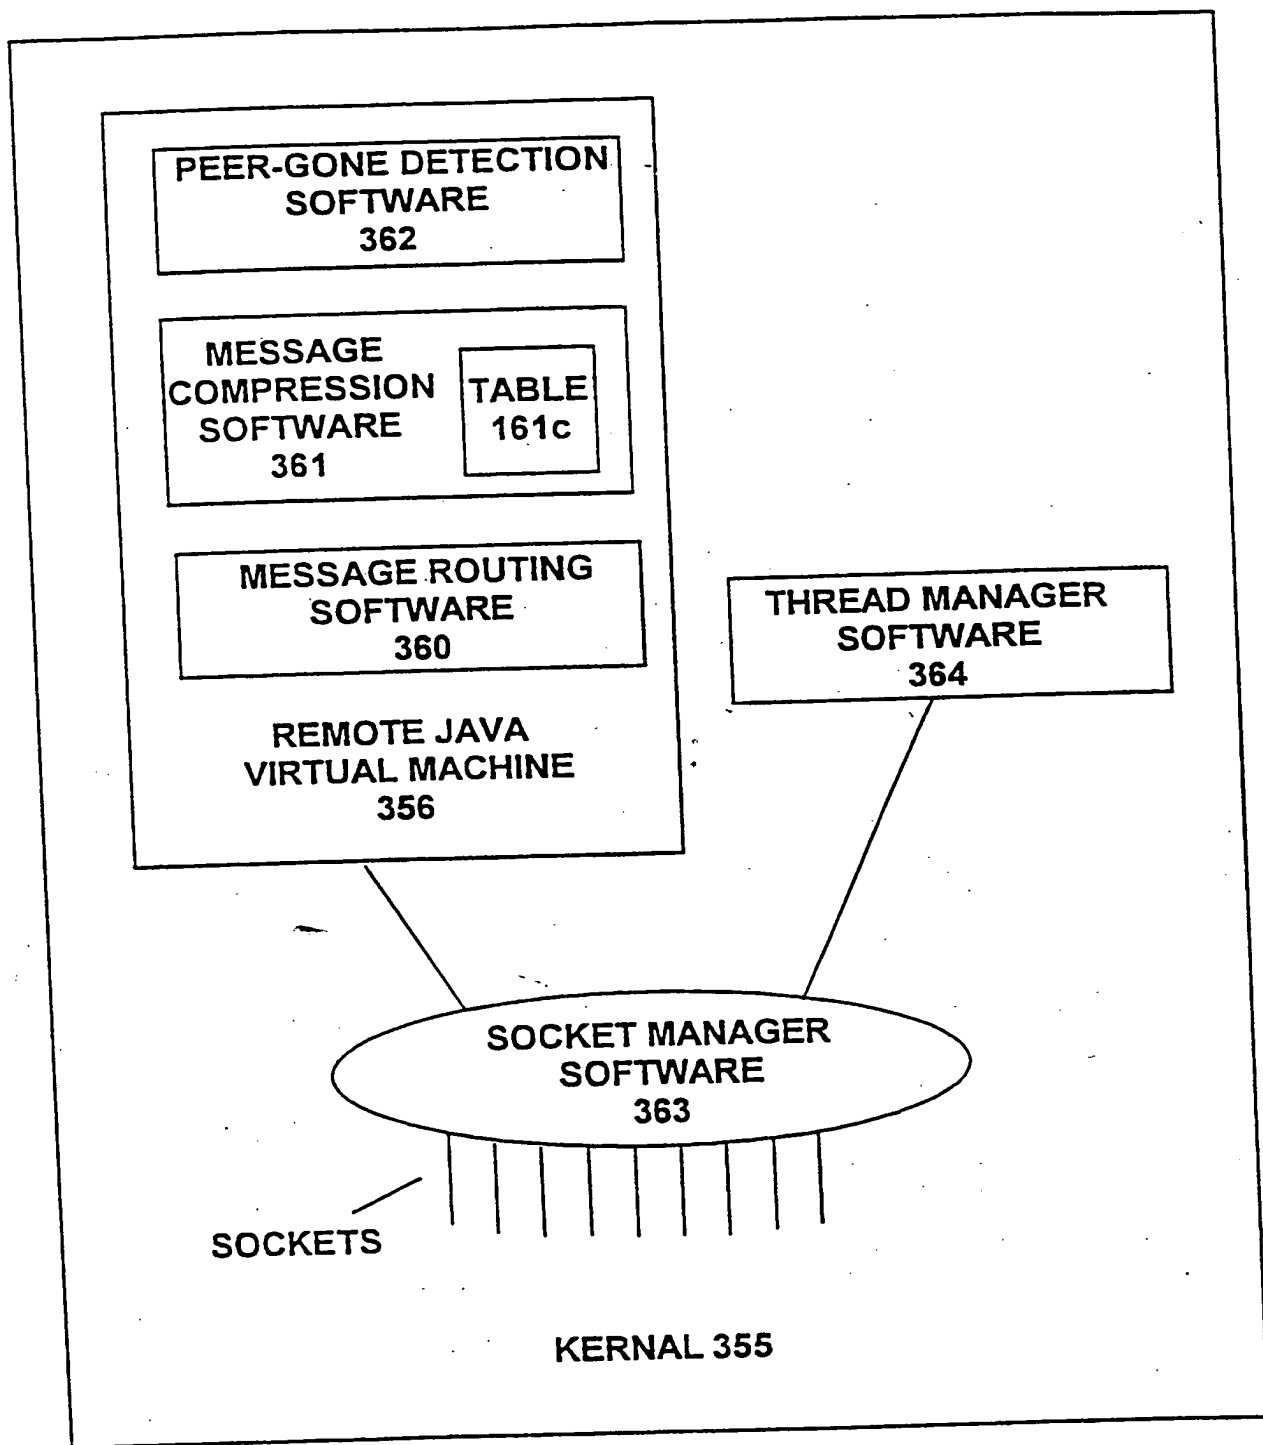 PEER-GONE DETECTION
SOFTWARE
362
MESSAGE
COMPRESSION
SOFTWARE
361
TABLE
161c
MESSAGE ROUTING
SOFTWARE
360
REMOTE JAVA
VIRTUAL MACHINE
356
THREAD MANAGER
SOFTWARE
364
SOCKET MANAGER
SOFTWARE
363
SOCKETS
KERNAL 355